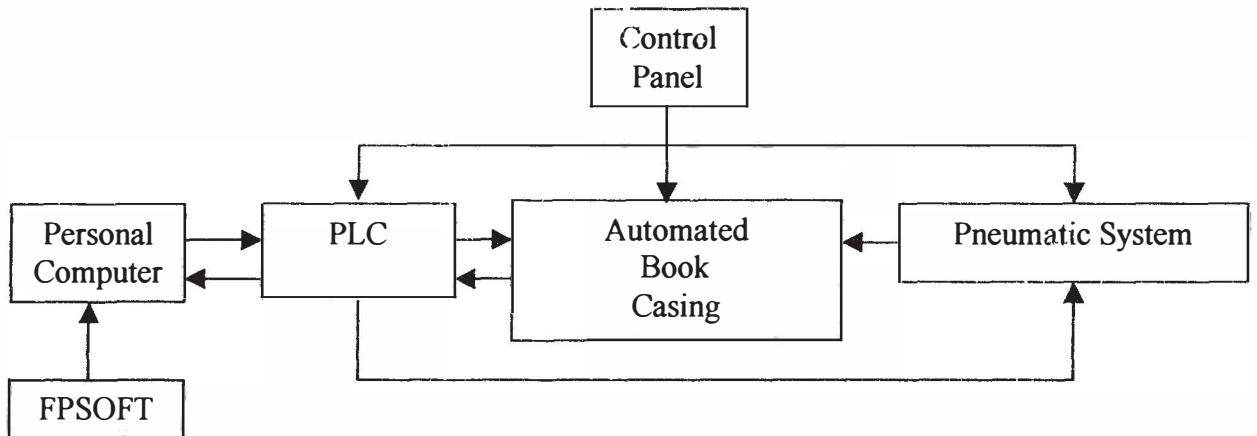 Control
Panel
Personal
Computer
PLC
Automated
Book
Casing
Pneumatic System
FPSOFT